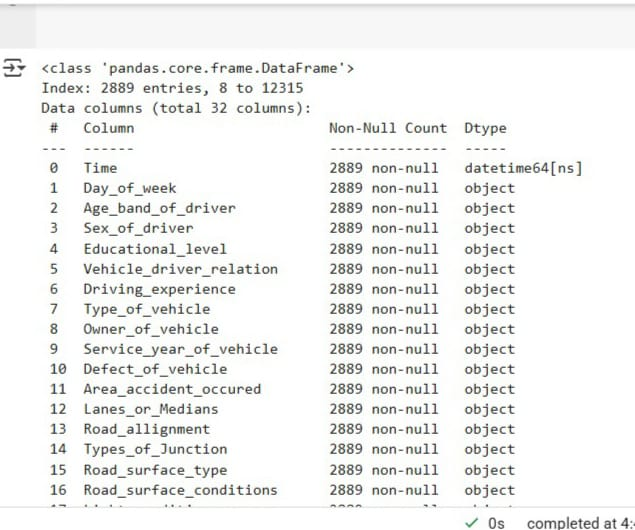 <class 'pandas.core.frame.DataFrame'>
Index: 2889 entries, 8 to 12315
Data columns (total 32 columns):
#   Column   Non-Null Count   Dtype
---  ------   --------------   -----
0   Time   2889 non-null   datetime64[ns]
1   Day_of_week   2889 non-null   object
2   Age_band_of_driver   2889 non-null   object
3   Sex_of_driver   2889 non-null   object
4   Educational_level   2889 non-null   object
5   Vehicle_driver_relation   2889 non-null   object
6   Driving_experience   2889 non-null   object
7   Type_of_vehicle   2889 non-null   object
8   Owner_of_vehicle   2889 non-null   object
9   Service_year_of_vehicle   2889 non-null   object
10   Defect_of_vehicle   2889 non-null   object
11   Area_accident_occured   2889 non-null   object
12   Lanes_or_Medians   2889 non-null   object
13   Road_allignment   2889 non-null   object
14   Types_of_Junction   2889 non-null   object
15   Road_surface_type   2889 non-null   object
16   Road_surface_conditions   2889 non-null   object
0s   completed at 4: